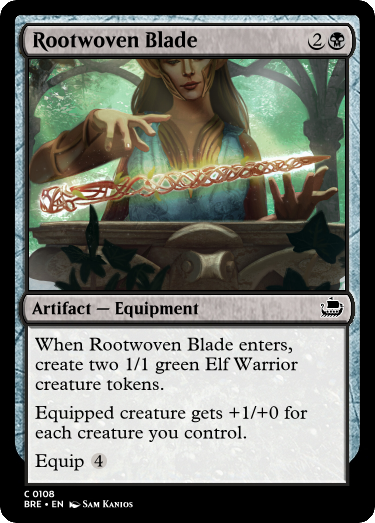 Rootwoven Blade 2
Artifact — Equipment
When Rootwoven Blade enters,
create two 1/1 green Elf Warrior
creature tokens.
Equipped creature gets +1/+0 for
each creature you control.
Equip 4
C 0108
BRE • EN Sam Kanios